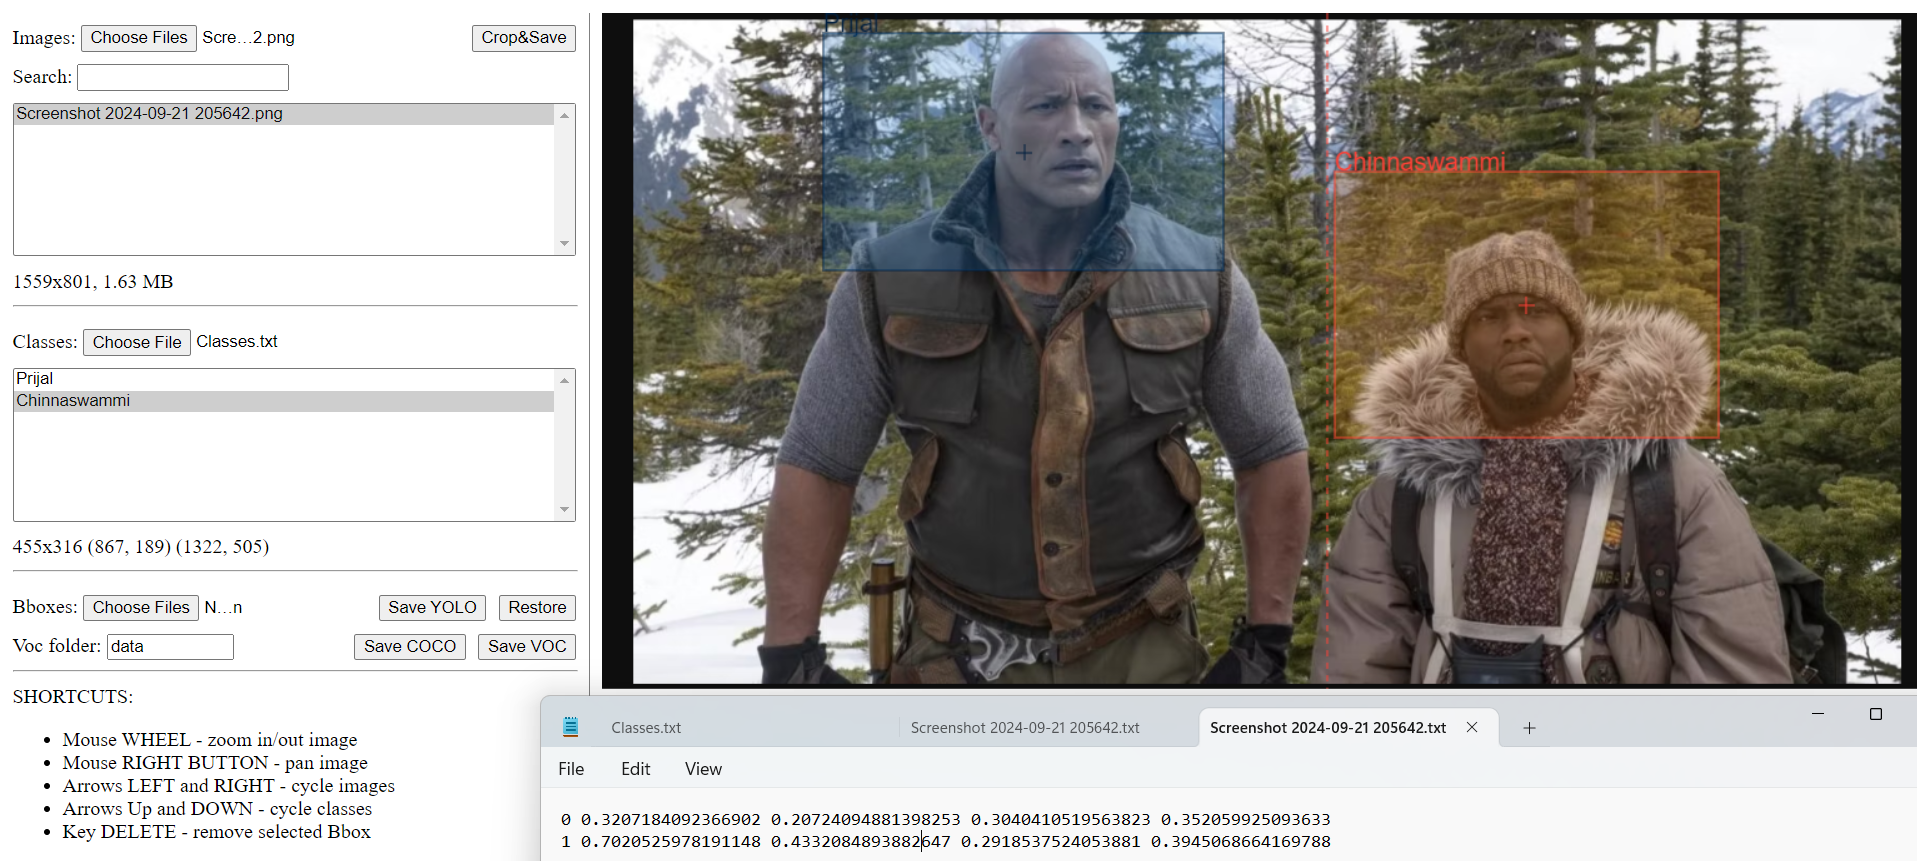 Images: Choose Files Scre...2.png Crop&Save
Search:
Screenshot 2024-09-21 205642.png
1559x801, 1.63 MB
Classes: Choose File Classes.txt
Prijal
Chinnaswammi
455x316 (867, 189) (1322, 505)
Bboxes: Choose Files N...n Save YOLO Restore
Voc folder: data Save COCO Save VOC
SHORTCUTS:
• Mouse WHEEL - zoom in/out image
• Mouse RIGHT BUTTON - pan image
• Arrows LEFT and RIGHT - cycle images
• Arrows Up and DOWN - cycle classes
• Key DELETE - remove selected Bbox
Prijal
Chinnaswammi
Classes.txt Screenshot 2024-09-21 205642.txt Screenshot 2024-09-21 205642.txt
File Edit View
0 0.3207184092366902 0.20724094881398253 0.3040410519563823 0.352059925093633
1 0.7020525978191148 0.4332084893882647 0.2918537524053881 0.3945068664169788